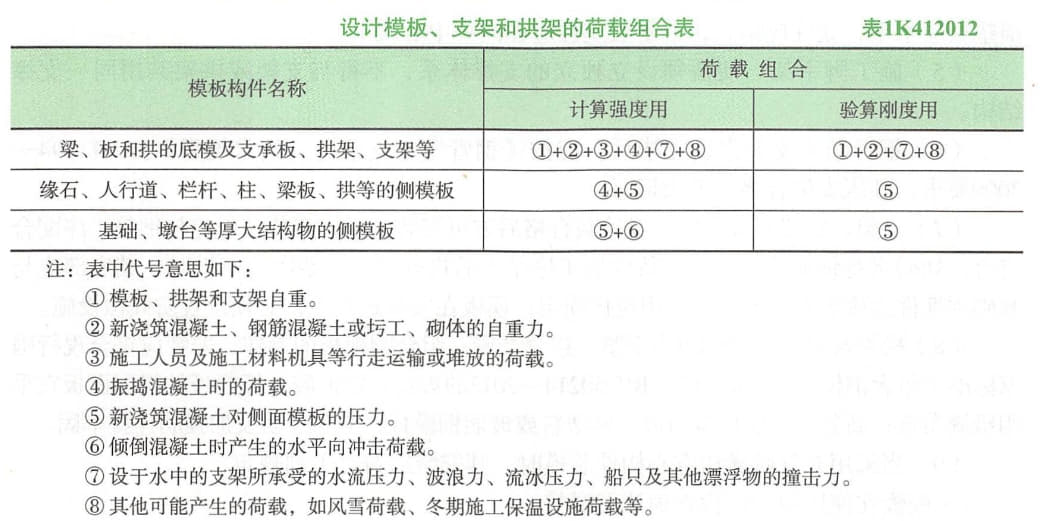 设计模板、支架和拱架的荷载组合表 表1K412012
模板构件名称 荷载组合
计算强度用 验算刚度用
梁、板和拱的底模及支承板、拱架、支架等 ①+②+③+④+⑦+⑧ ①+②+⑦+⑧
缘石、人行道、栏杆、柱、梁板、拱等的侧模板 ④+⑤ ⑤
基础、墩台等厚大结构物的侧模板 ⑤+⑥ ⑤
注：表中代号意思如下：
①模板、拱架和支架自重。
②新浇筑混凝土、钢筋混凝土或圬工、砌体的自重力。
③施工人员及施工材料机具等行走运输或堆放的荷载。
④振捣混凝土时的荷载。
⑤新浇筑混凝土对侧面模板的压力。
⑥倾倒混凝土时产生的水平向冲击荷载。
⑦设于水中的支架所承受的水流压力、波浪力、流冰压力、船只及其他漂浮物的撞击力。
⑧其他可能产生的荷载，如风雪荷载、冬期施工保温设施荷载等。